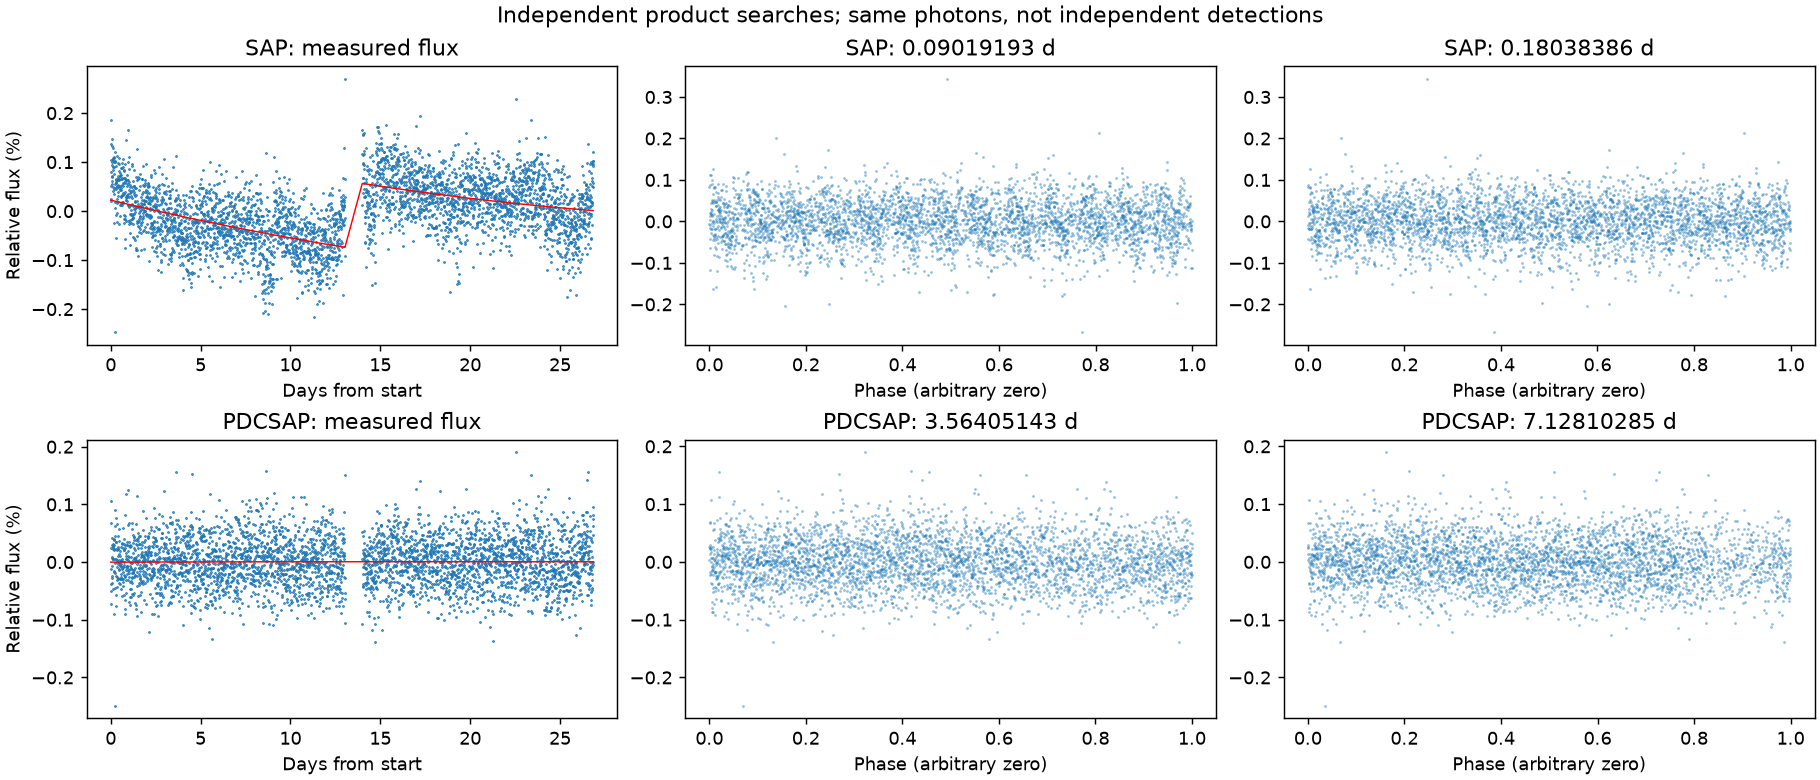 Independent product searches; same photons, not independent detections
SAP: measured flux
SAP: 0.09019193 d
SAP: 0.18038386 d
Relative flux (%)
0.2
0.1
0.0
−0.1
−0.2
0.3
0.2
0.1
0.0
−0.1
−0.2
0.3
0.2
0.1
0.0
−0.1
−0.2
0 5 10 15 20 25
0.0 0.2 0.4 0.6 0.8 1.0
0.0 0.2 0.4 0.6 0.8 1.0
Days from start
Phase (arbitrary zero)
Phase (arbitrary zero)
PDCSAP: measured flux
PDCSAP: 3.56405143 d
PDCSAP: 7.12810285 d
Relative flux (%)
0.2
0.1
0.0
−0.1
−0.2
0.2
0.1
0.0
−0.1
−0.2
0.2
0.1
0.0
−0.1
−0.2
0 5 10 15 20 25
0.0 0.2 0.4 0.6 0.8 1.0
0.0 0.2 0.4 0.6 0.8 1.0
Days from start
Phase (arbitrary zero)
Phase (arbitrary zero)